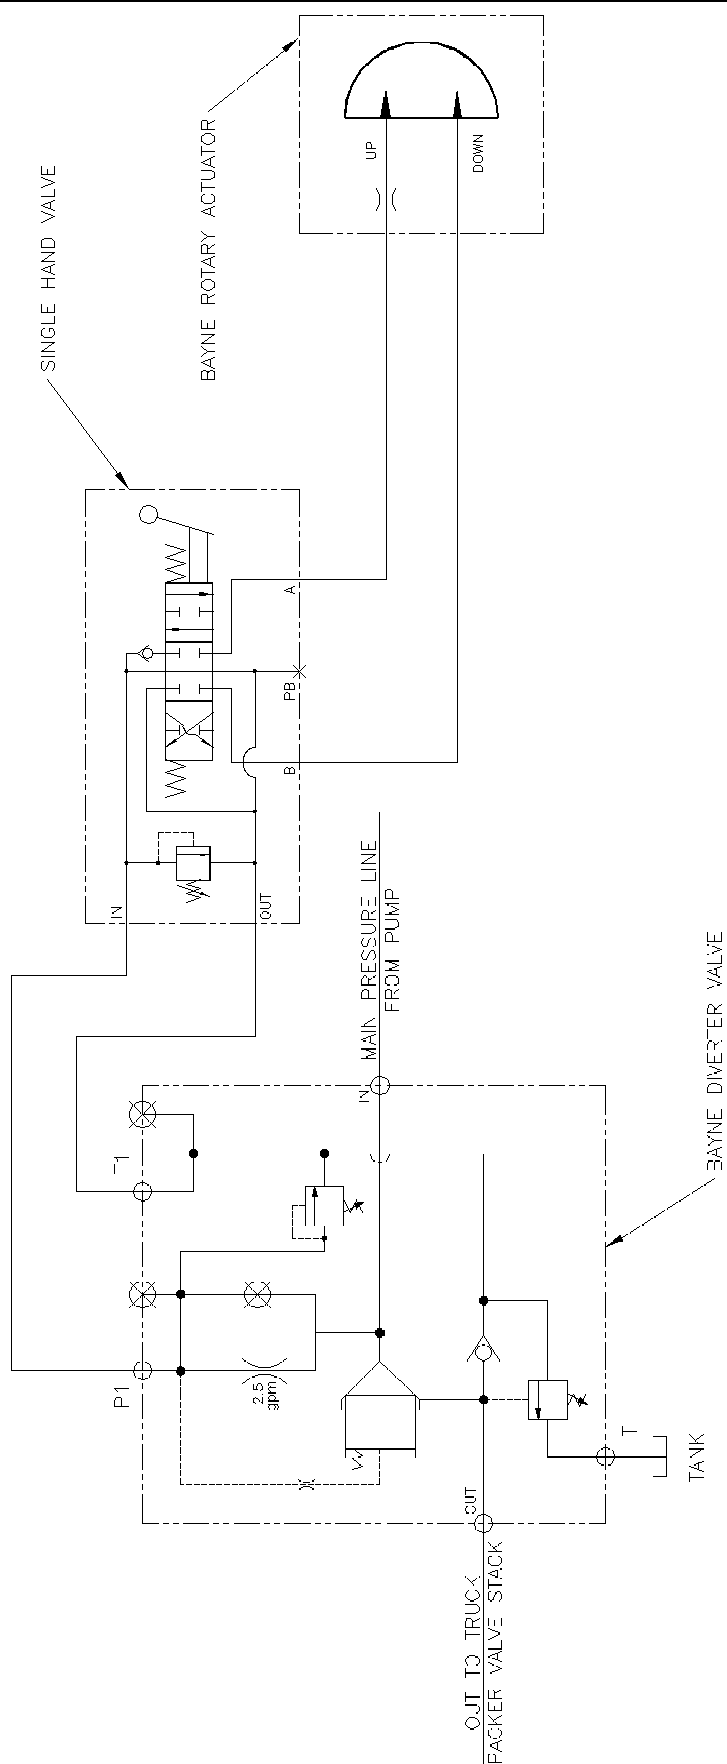 BAYNE ROTARY ACTUATOR
UP
DOWN
SINGLE HAND VALVE
A
PB
B
IN
OUT
MAIN PRESSURE LINE
FROM PUMP
IN
T1
P1
2.5
gpm
BAYNE DIVERTER VALVE
T
TANK
OUT
OUT TO TRUCK
PACKER VALVE STACK